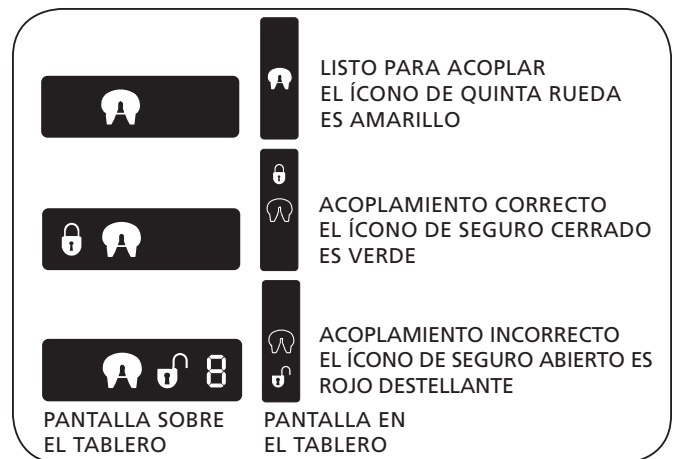 LISTO PARA ACOPLAR
EL ÍCONO DE QUINTA RUEDA
ES AMARILLO
ACOPLAMIENTO CORRECTO
EL ÍCONO DE SEGURO CERRADO
ES VERDE
8
ACOPLAMIENTO INCORRECTO
EL ÍCONO DE SEGURO ABIERTO ES
ROJO DESTELLANTE
PANTALLA SOBRE
EL TABLERO
PANTALLA EN
EL TABLERO